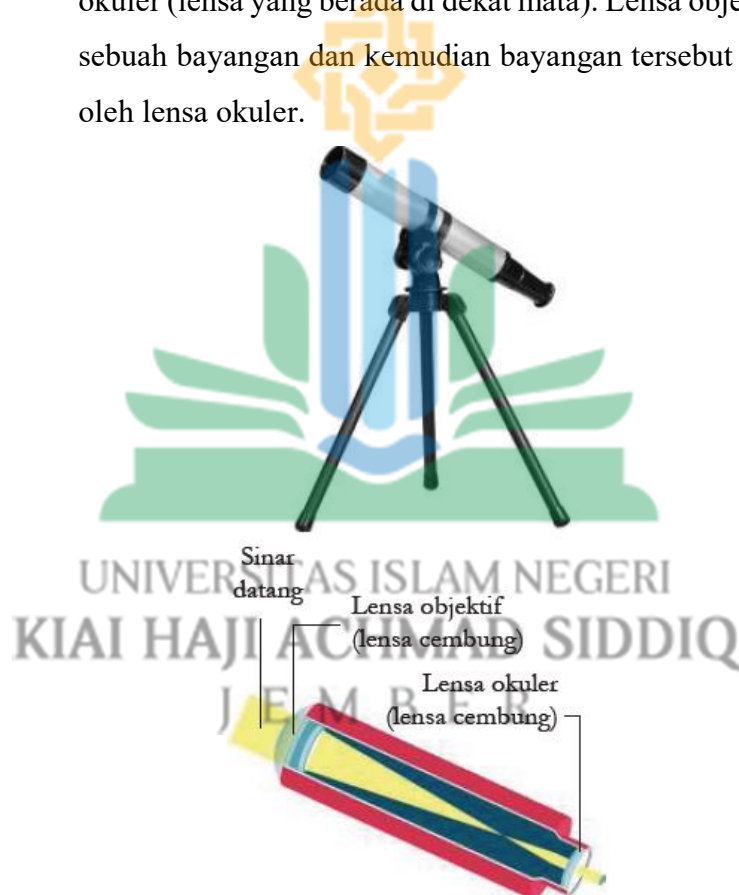 okuler (lensa yang berada di dekat mata). Lensa obje
sebuah bayangan dan kemudian bayangan tersebut
oleh lensa okuler.
Sinar
datang
UNIVERSITAS ISLAM NEGERI
Lensa objektif
(lensa cembung)
KIAI HAJI ACHMAD SIDDIQ
Lensa okuler
(lensa cembung)
J E M B E R